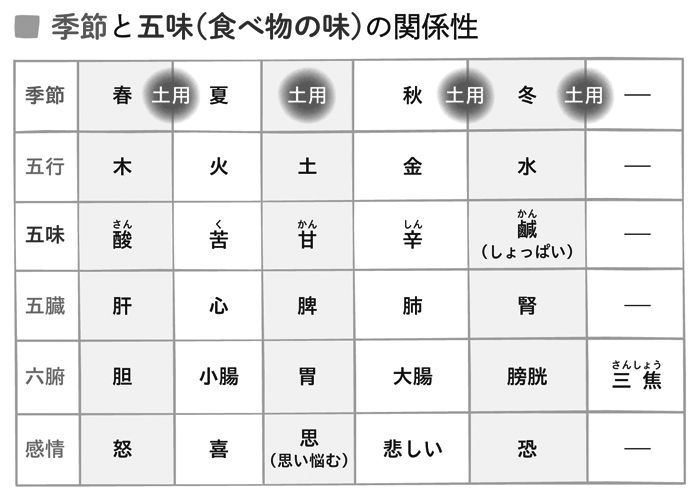 季節と五味(食べ物の味)の関係性
季節 春 土用 夏 土用 秋 土用 冬 土用 —
五行 木 火 土 金 水 —
さん く かん しん かん
五味 酸 苦 甘 辛 鹹 —
(しょっぱい)
五臓 肝 心 脾 肺 腎 —
さんしょう
六腑 胆 小腸 胃 大腸 膀胱 三焦
感情 怒 喜 思 悲しい 恐 —
(思い悩む)